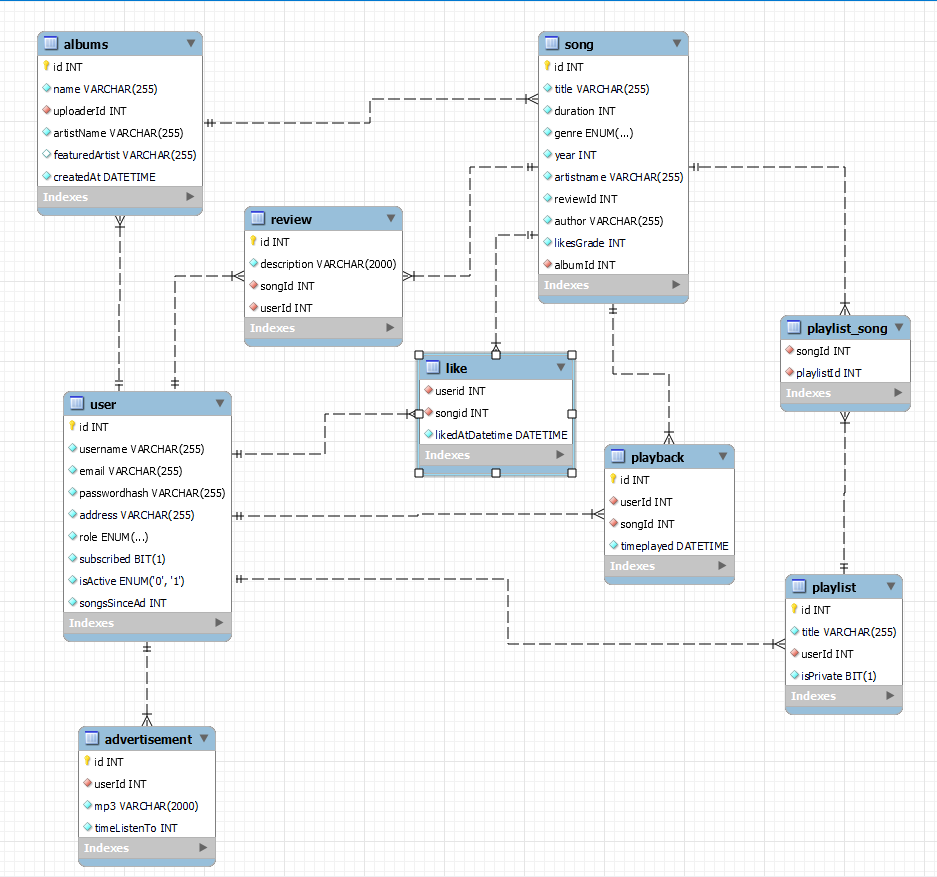 albums
id INT
name VARCHAR(255)
uploaderId INT
artistName VARCHAR(255)
featuredArtist VARCHAR(255)
createdAt DATETIME
Indexes
song
id INT
title VARCHAR(255)
duration INT
genre ENUM(...)
year INT
artistname VARCHAR(255)
reviewId INT
author VARCHAR(255)
likesGrade INT
albumId INT
Indexes
review
id INT
description VARCHAR(2000)
songId INT
userId INT
Indexes
playlist_song
songId INT
playlistId INT
Indexes
like
userid INT
songid INT
likedAtDatetime DATETIME
Indexes
user
id INT
username VARCHAR(255)
email VARCHAR(255)
passwordhash VARCHAR(255)
address VARCHAR(255)
role ENUM(...)
subscribed BIT(1)
isActive ENUM('0', '1')
songsSinceAd INT
Indexes
playback
id INT
userId INT
songId INT
timeplayed DATETIME
Indexes
playlist
id INT
title VARCHAR(255)
userId INT
isPrivate BIT(1)
Indexes
advertisement
id INT
userId INT
mp3 VARCHAR(2000)
timeListenTo INT
Indexes